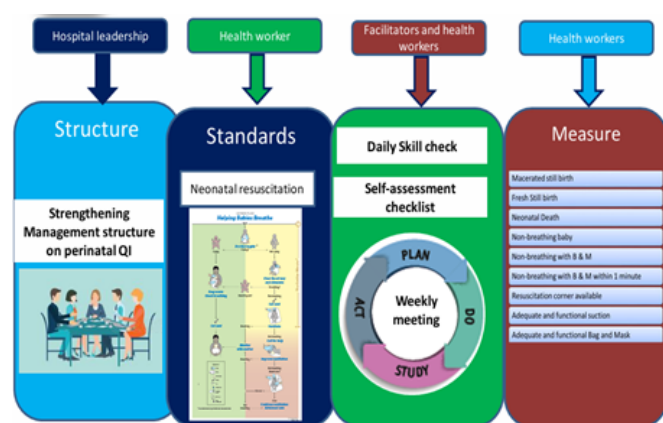 Hospital leadership
Health worker
Facilitators and health
workers
Health workers
Structure
Strengthening
Management structure
on perinatal QI
Standards
Neonatal resuscitation
Helping Babies Breathe
Daily Skill check
Self-assessment
checklist
PLAN
DO
STUDY
ACT
Weekly
meeting
Measure
Macerated still birth
Fresh Still birth
Neonatal Death
Non-breathing baby
Non-breathing with B & M
Non-breathing with B & M within 1 minute
Resuscitation corner available
Adequate and functional suction
Adequate and functional Bag and Mask